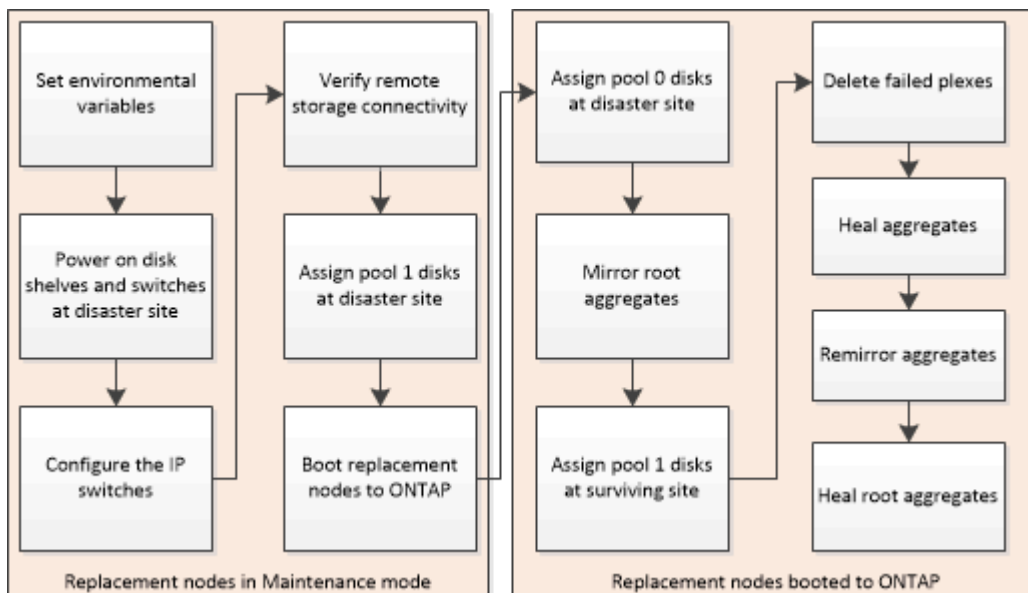 Set environmental
variables
Power on disk
shelves and switches
at disaster site
Configure the IP
switches
Verify remote
storage connectivity
Assign pool 1 disks
at disaster site
Boot replacement
nodes to ONTAP
Replacement nodes in Maintenance mode
Assign pool 0 disks
at disaster site
Mirror root
aggregates
Assign pool 1 disks
at surviving site
Delete failed plexes
Heal aggregates
Remirror aggregates
Heal root aggregates
Replacement nodes booted to ONTAP